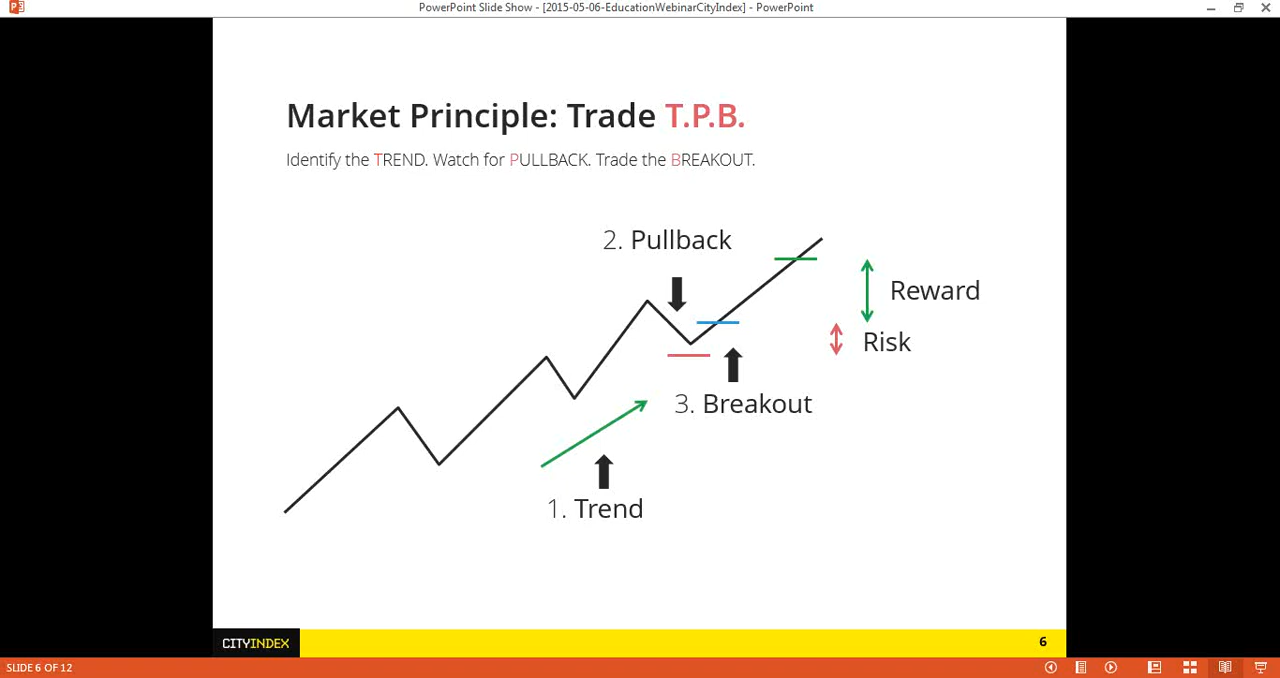 PowerPoint Slide Show - [2015-05-06-EducationWebinarCityIndex] - PowerPoint
Market Principle: Trade T.P.B.
Identify the TREND. Watch for PULLBACK. Trade the BREAKOUT.
2. Pullback
Reward
Risk
3. Breakout
1. Trend
CITYINDEX
6
SLIDE 6 OF 12